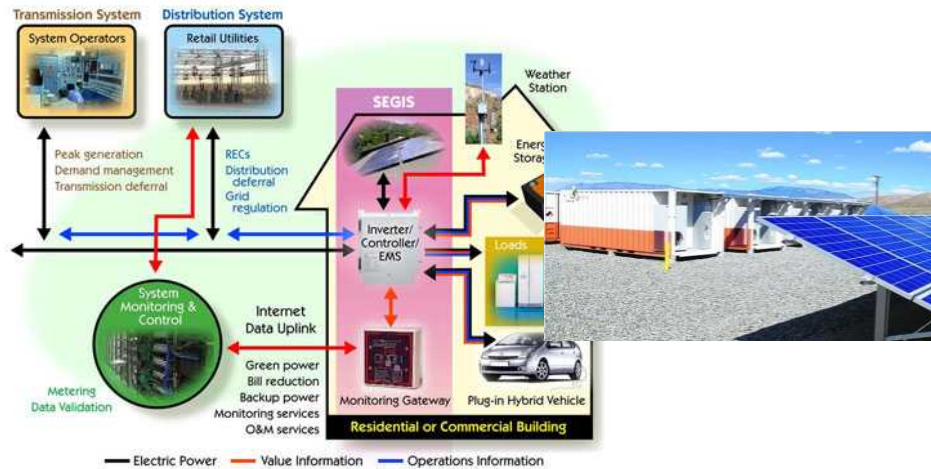 Transmission System
System Operators
Distribution System
Retail Utilities
SEGIS
Weather
Station
Peak generation
Demand management
Transmission deferral
RECs
Distribution
deferral
Grid
regulation
Inverter/
Controller/
EMS
Energ
Storag
Loads
System
Monitoring &
Control
Internet
Data Uplink
Green power
Bill reduction
Backup power
Monitoring services
O&M services
Metering
Data Validation
Monitoring Gateway
Plug-in Hybrid Vehicle
Residential or Commercial Building
Electric Power
Value Information
Operations Information